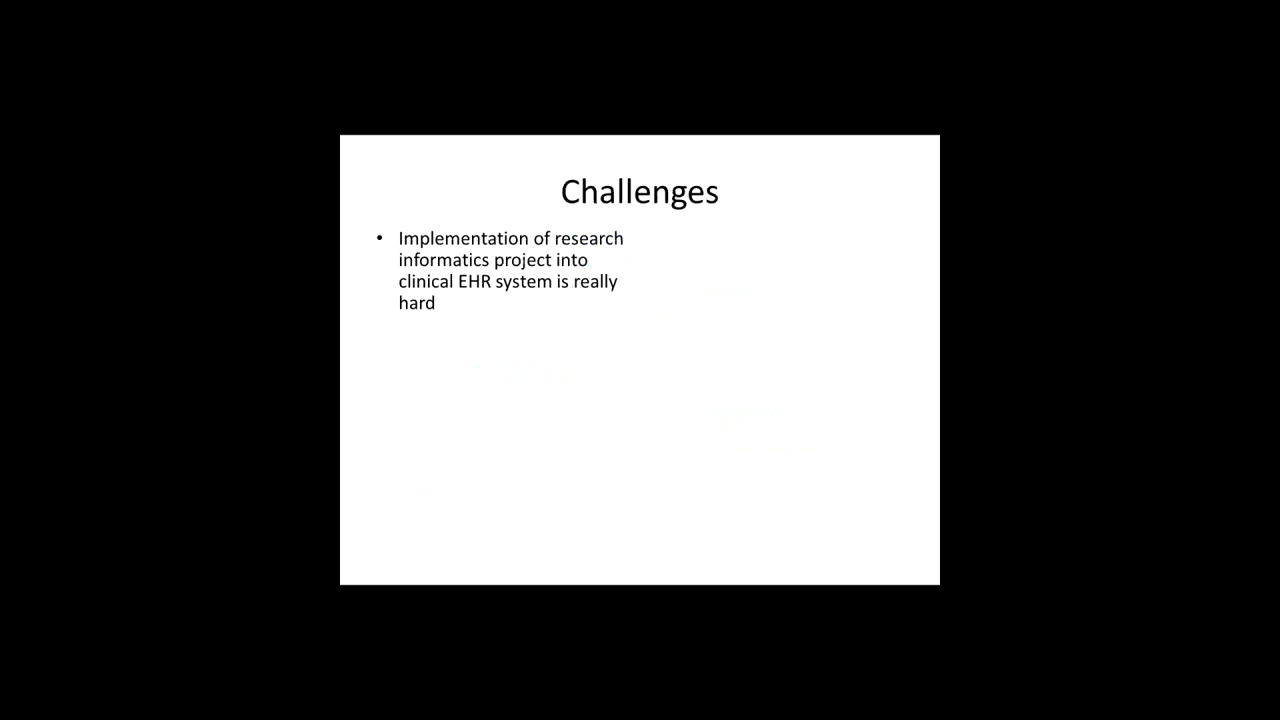 Challenges
• Implementation of research
informatics project into
clinical EHR system is really
hard